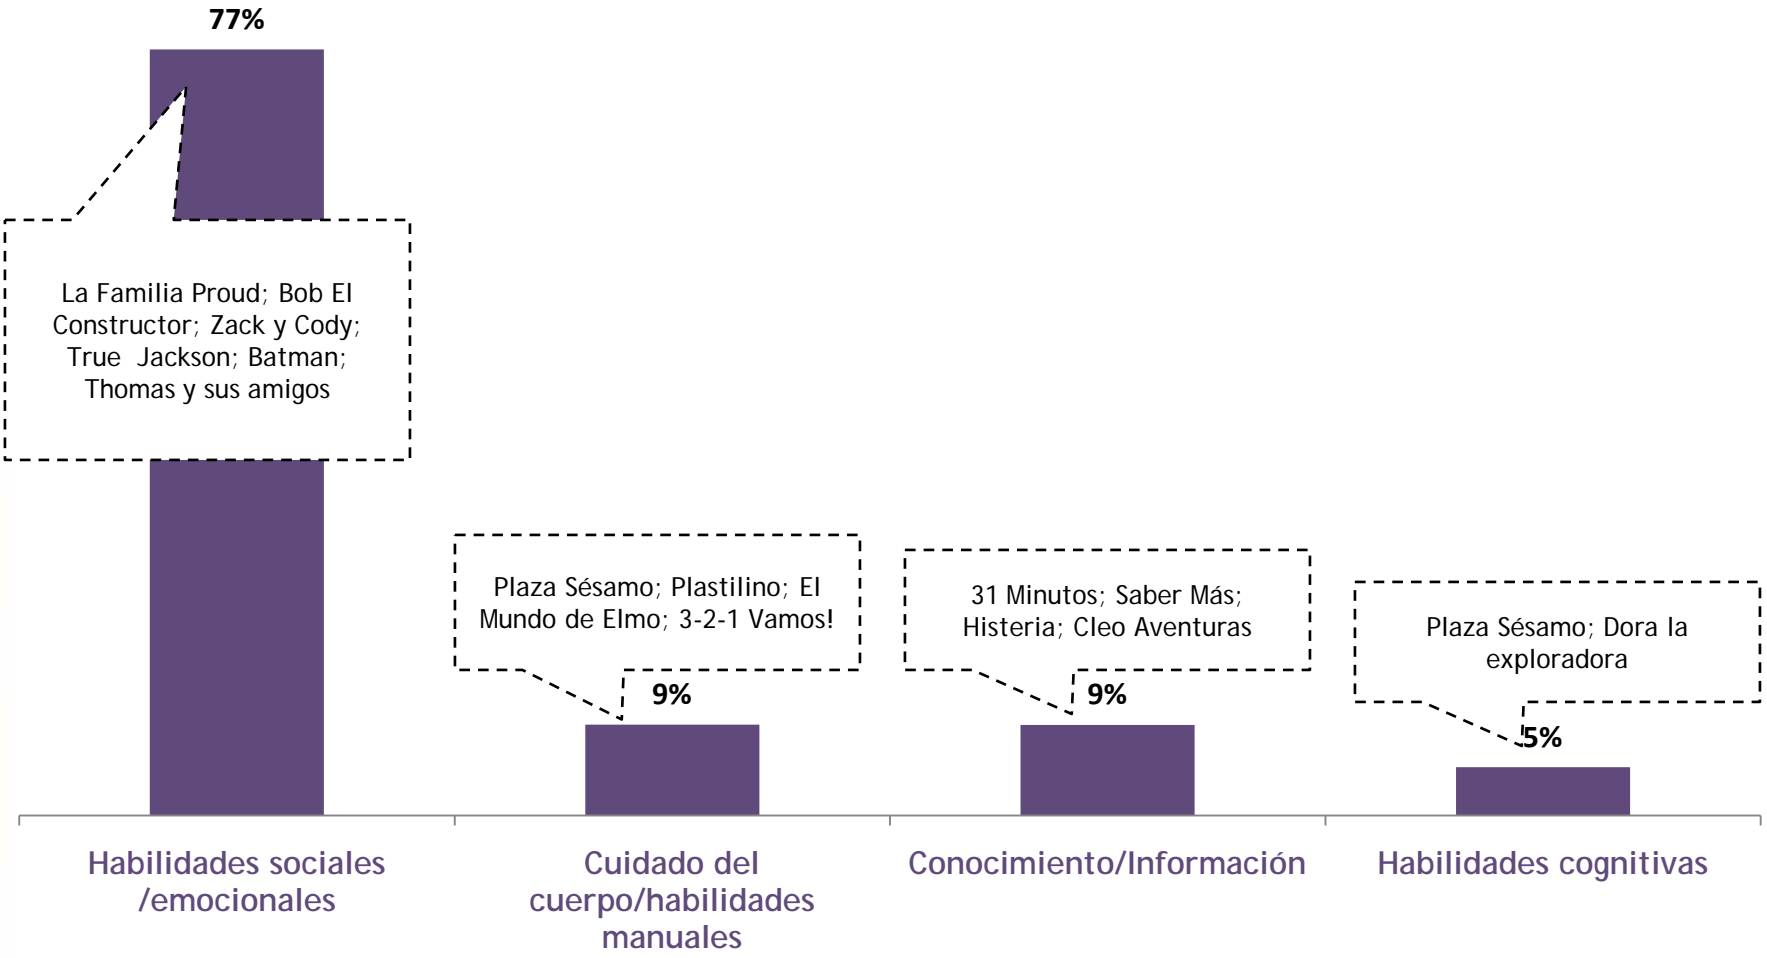 77%
La Familia Proud; Bob El
Constructor; Zack y Cody;
True Jackson; Batman;
Thomas y sus amigos
Plaza Sésamo; Plastilino; El
Mundo de Elmo; 3-2-1 Vamos!
9%
31 Minutos; Saber Más;
Histeria; Cleo Aventuras
9%
Plaza Sésamo; Dora la
exploradora
5%
Habilidades sociales
/emocionales
Cuidado del
cuerpo/habilidades
manuales
Conocimiento/Información
Habilidades cognitivas